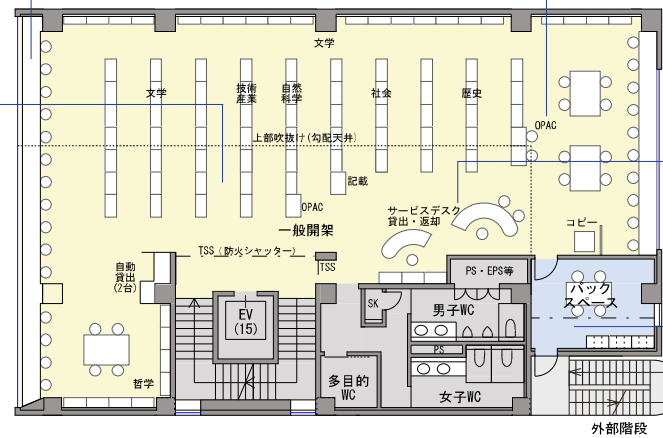 文学
文学
技術
産業
自然
科学
社会
歴史
OPAC
上部吹抜け(勾配天井)
記載
OPAC
サービスデスク
貸出・返却
一般開架
コピー
TSS(防火シャッター)
TSS
自動
貸出
(2台)
PS・EPS等
バック
スペース
EV
(15)
SK
男子WC
PS
多目的
WC
哲学
女子WC
外部階段